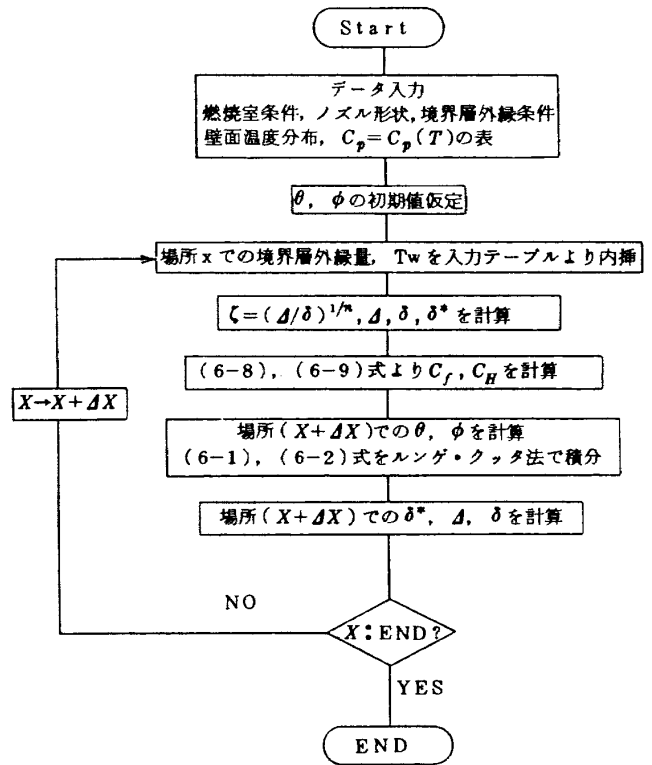 Start
データ入力
燃焼室条件，ノズル形状，境界層外縁条件
壁面温度分布， Cp=Cp(T)の表
θ， φの初期値仮定
場所xでの境界層外縁量， Twを入力テーブルより内挿
ζ=(Δ/δ)^1/n, Δ, δ, δ* を計算
(6-8)， (6-9)式よりCf, CHを計算
X→X+ΔX
場所(X+ΔX)でのθ， φを計算
(6-1)， (6-2)式をルンゲ・クッタ法で積分
場所(X+ΔX)でのδ*， Δ， δを計算
NO
X:END?
YES
END